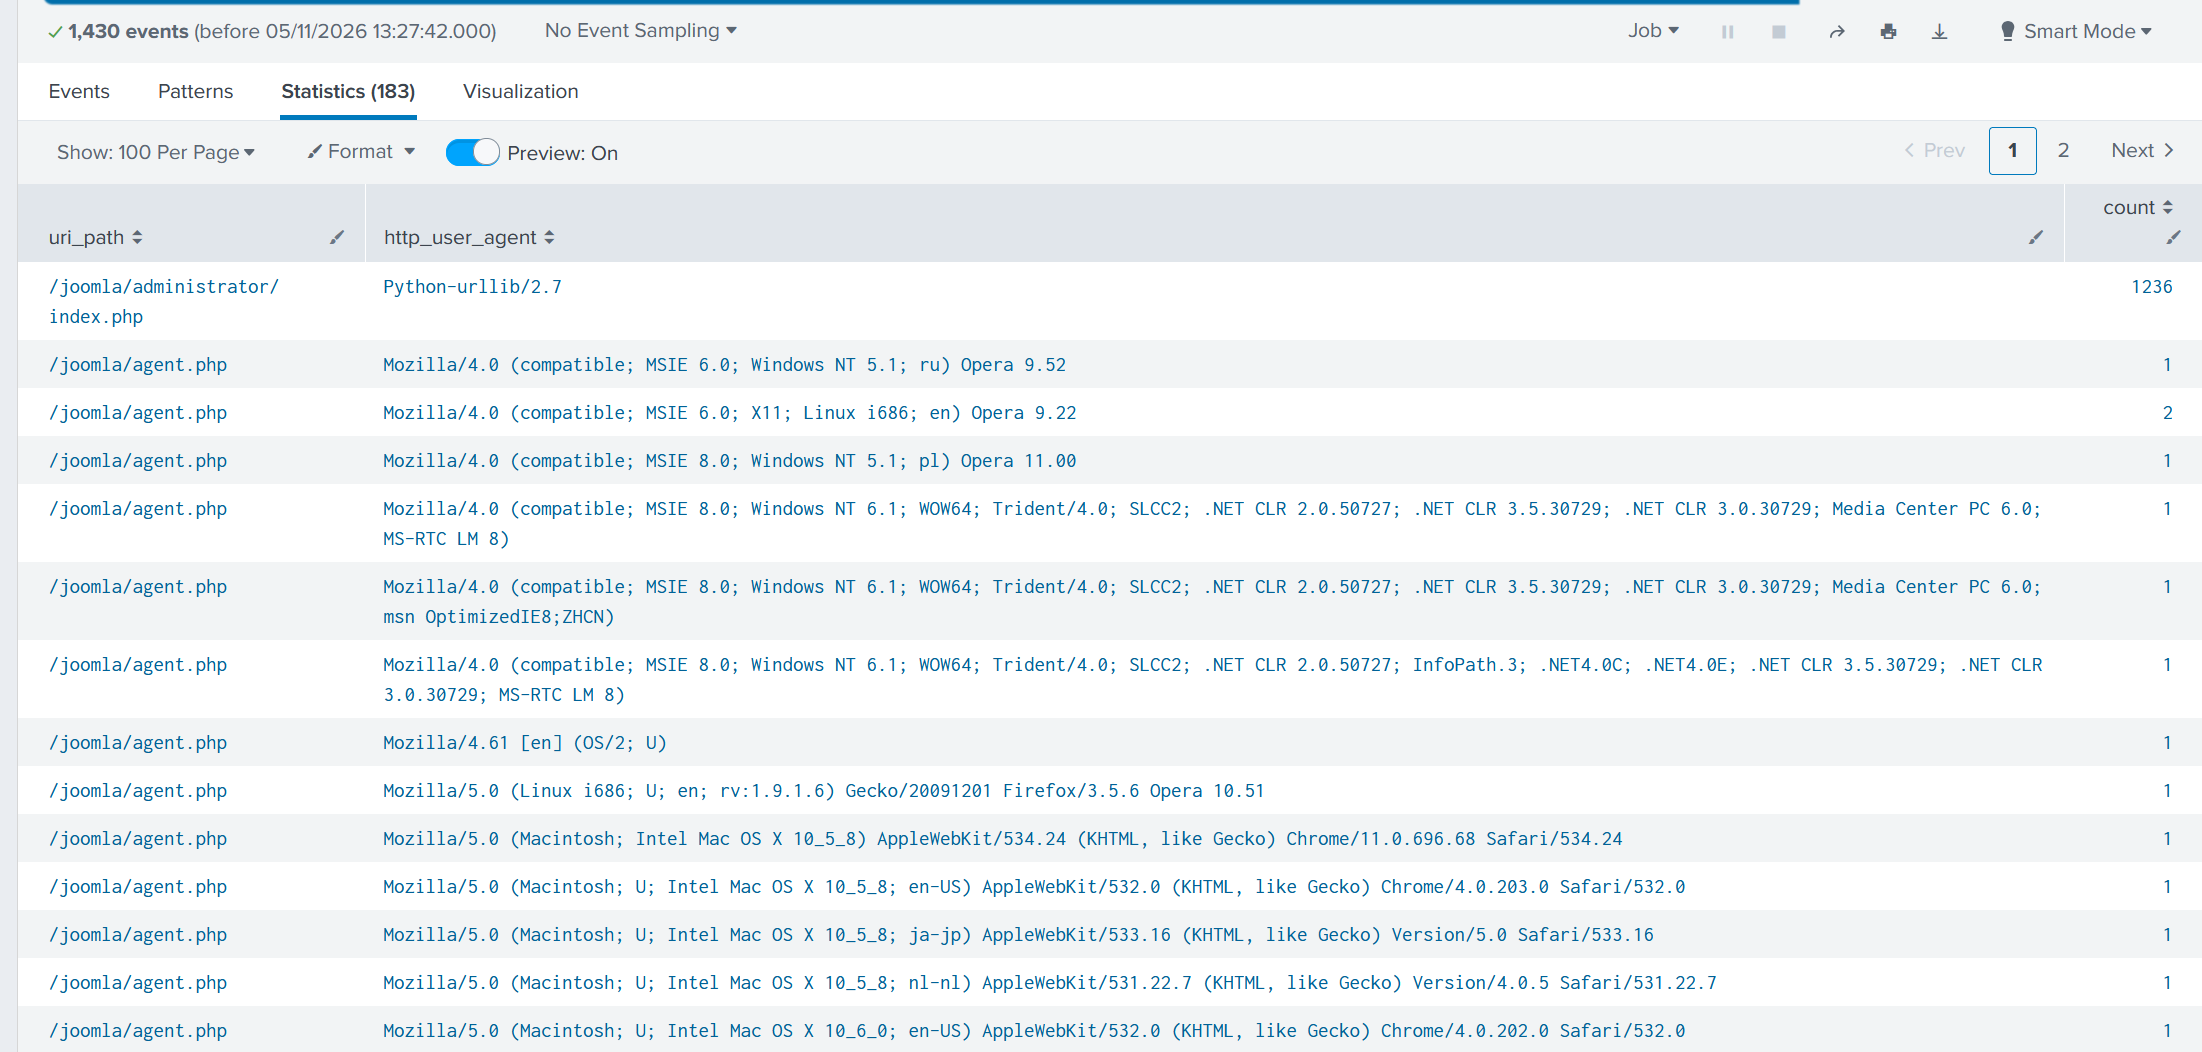 1,430 events (before 05/11/2026 13:27:42.000) No Event Sampling Job Smart Mode
Events Patterns Statistics (183) Visualization
Show: 100 Per Page Format Preview: On Prev 1 2 Next
uri_path http_user_agent count
/joomla/administrator/ Python-urllib/2.7 1236
index.php
/joomla/agent.php Mozilla/4.0 (compatible; MSIE 6.0; Windows NT 5.1; ru) Opera 9.52 1
/joomla/agent.php Mozilla/4.0 (compatible; MSIE 6.0; X11; Linux i686; en) Opera 9.22 2
/joomla/agent.php Mozilla/4.0 (compatible; MSIE 8.0; Windows NT 5.1; pl) Opera 11.00 1
/joomla/agent.php Mozilla/4.0 (compatible; MSIE 8.0; Windows NT 6.1; WOW64; Trident/4.0; SLCC2; .NET CLR 2.0.50727; .NET CLR 3.5.30729; .NET CLR 3.0.30729; Media Center PC 6.0; 1
MS-RTC LM 8)
/joomla/agent.php Mozilla/4.0 (compatible; MSIE 8.0; Windows NT 6.1; WOW64; Trident/4.0; SLCC2; .NET CLR 2.0.50727; .NET CLR 3.5.30729; .NET CLR 3.0.30729; Media Center PC 6.0; 1
msn OptimizedIE8;ZHCN)
/joomla/agent.php Mozilla/4.0 (compatible; MSIE 8.0; Windows NT 6.1; WOW64; Trident/4.0; SLCC2; .NET CLR 2.0.50727; InfoPath.3; .NET4.0C; .NET4.0E; .NET CLR 3.5.30729; .NET CLR 1
3.0.30729; MS-RTC LM 8)
/joomla/agent.php Mozilla/4.61 [en] (OS/2; U) 1
/joomla/agent.php Mozilla/5.0 (Linux i686; U; en; rv:1.9.1.6) Gecko/20091201 Firefox/3.5.6 Opera 10.51 1
/joomla/agent.php Mozilla/5.0 (Macintosh; Intel Mac OS X 10_5_8) AppleWebKit/534.24 (KHTML, like Gecko) Chrome/11.0.696.68 Safari/534.24 1
/joomla/agent.php Mozilla/5.0 (Macintosh; U; Intel Mac OS X 10_5_8; en-US) AppleWebKit/532.0 (KHTML, like Gecko) Chrome/4.0.203.0 Safari/532.0 1
/joomla/agent.php Mozilla/5.0 (Macintosh; U; Intel Mac OS X 10_5_8; ja-jp) AppleWebKit/533.16 (KHTML, like Gecko) Version/5.0 Safari/533.16 1
/joomla/agent.php Mozilla/5.0 (Macintosh; U; Intel Mac OS X 10_5_8; nl-nl) AppleWebKit/531.22.7 (KHTML, like Gecko) Version/4.0.5 Safari/531.22.7 1
/joomla/agent.php Mozilla/5.0 (Macintosh; U; Intel Mac OS X 10_6_0; en-US) AppleWebKit/532.0 (KHTML, like Gecko) Chrome/4.0.202.0 Safari/532.0 1